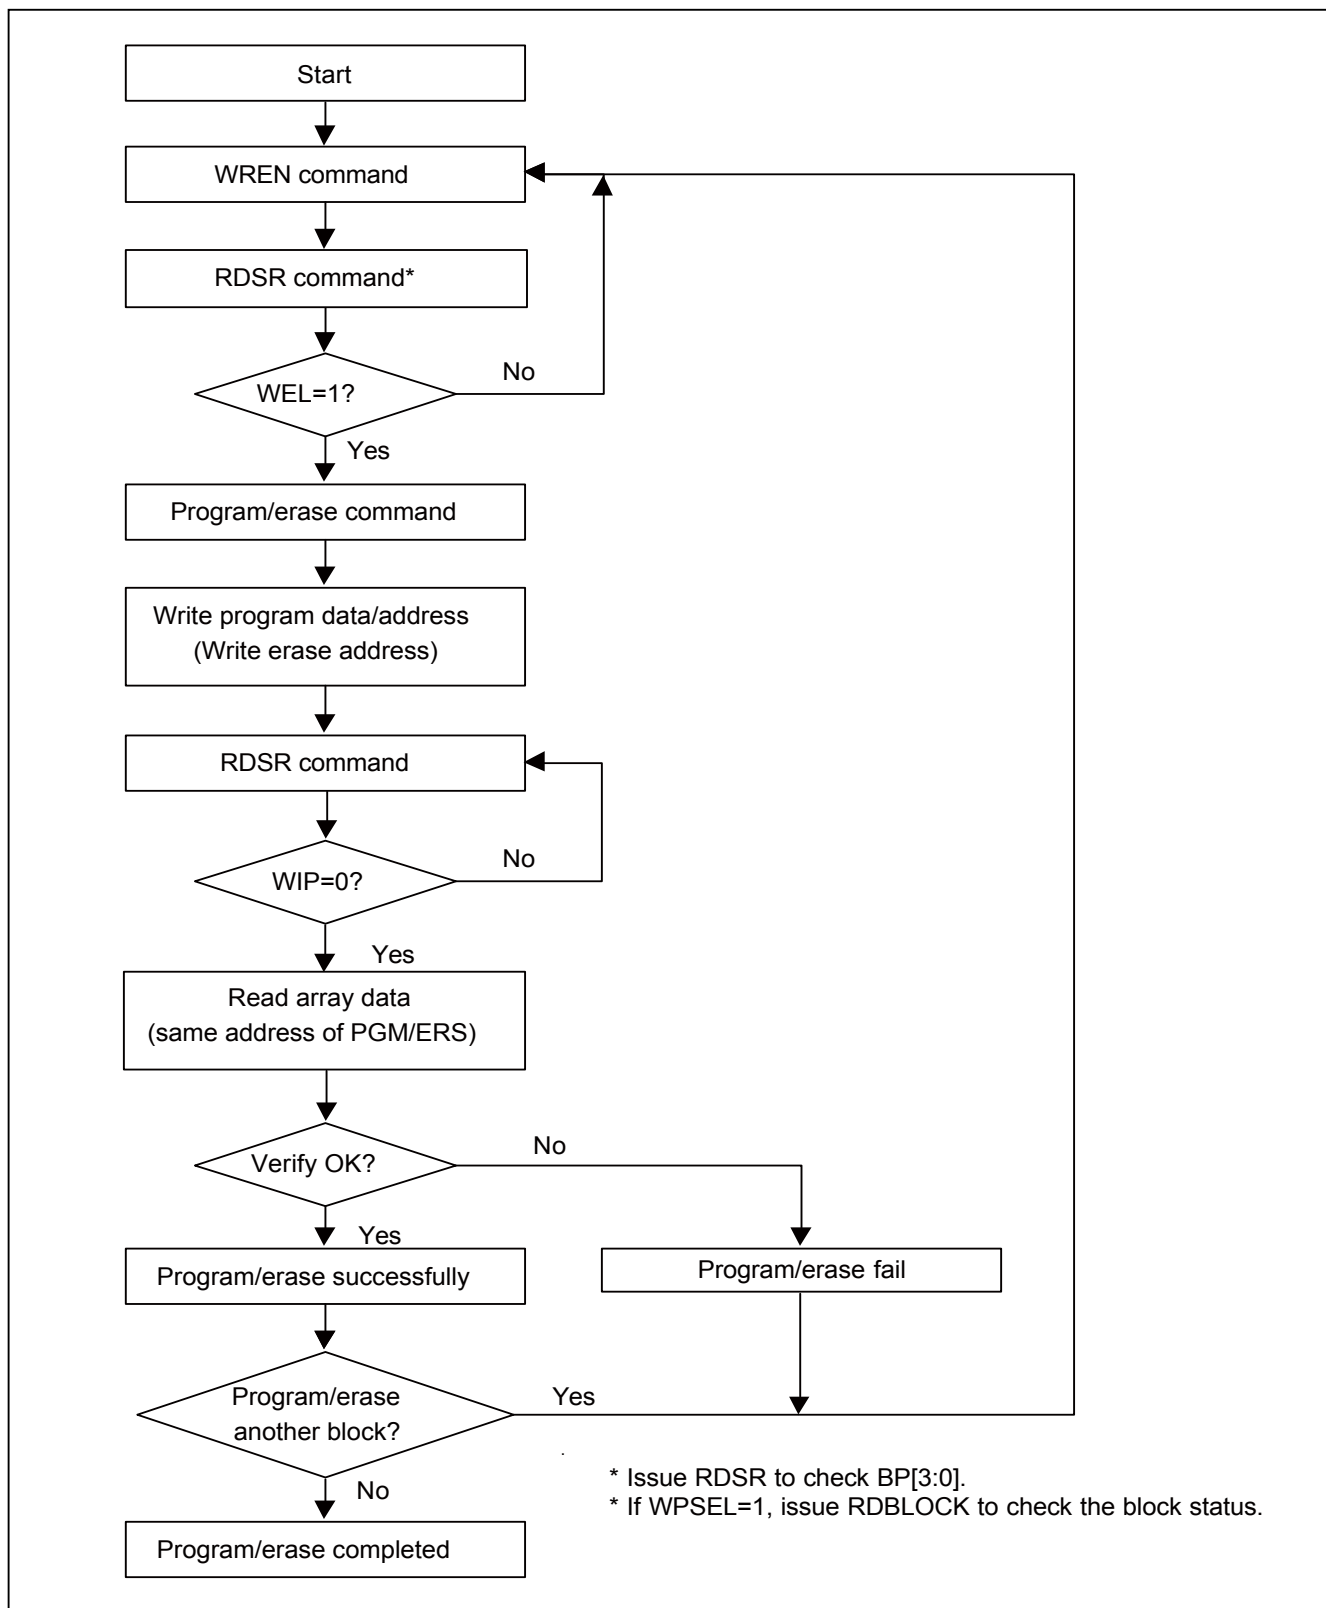 Start
WREN command
RDSR command*
WEL=1?
No
Yes
Program/erase command
Write program data/address
(Write erase address)
RDSR command
WIP=0?
No
Yes
Read array data
(same address of PGM/ERS)
Verify OK?
No
Yes
Program/erase successfully
Program/erase fail
Program/erase
another block?
Yes
No
* Issue RDSR to check BP[3:0].
* If WPSEL=1, issue RDBLOCK to check the block status.
Program/erase completed